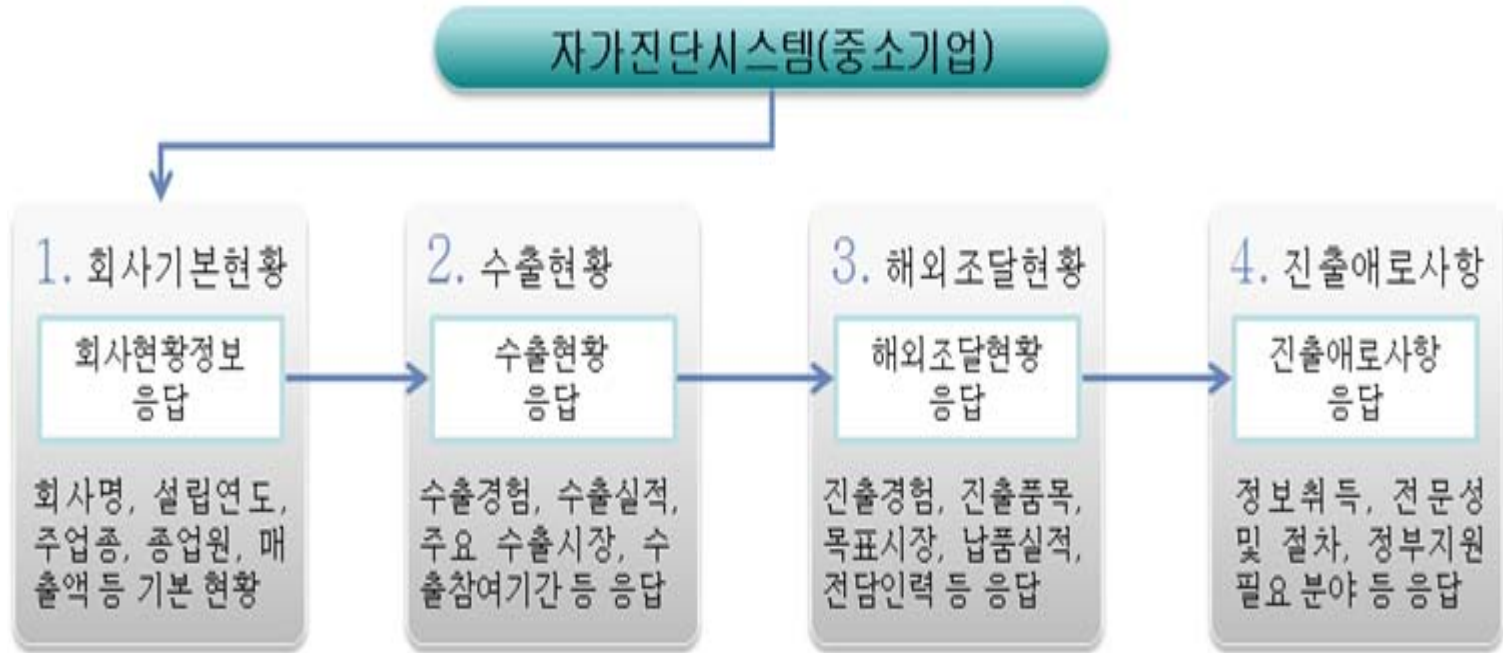 자가진단시스템(중소기업)
1. 회사기본현황
회사현황정보
응답
회사명, 설립연도,
주업종, 종업원, 매
출액 등 기본 현황
2. 수출현황
수출현황
응답
수출경험, 수출실적,
주요 수출시장, 수
출참여기간 등 응답
3. 해외조달현황
해외조달현황
응답
진출경험, 진출품목,
목표시장, 납품실적,
전담인력 등 응답
4. 진출애로사항
진출애로사항
응답
정보취득, 전문성
및 절차, 정부지원
필요 분야 등 응답